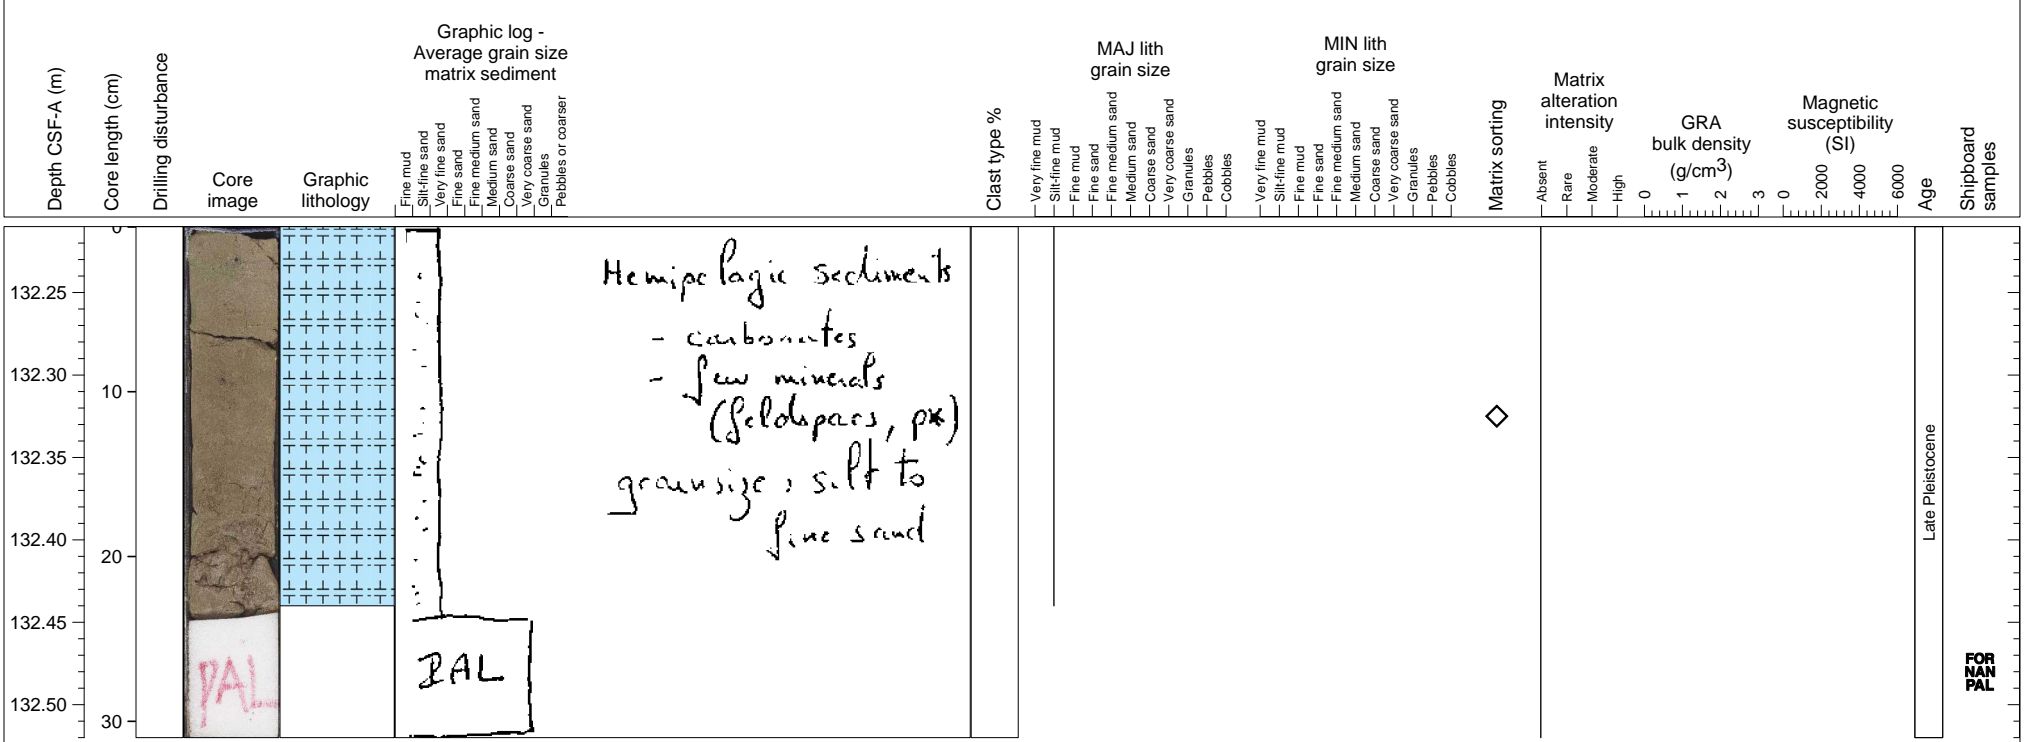 Depth CSF-A (m)
Core length (cm)
Drilling disturbance
Core
image
Graphic
lithology
Graphic log -
Average grain size
matrix sediment
Fine mud
Silt-fine sand
Very fine sand
Fine sand
Fine medium sand
Medium sand
Coarse sand
Very coarse sand
Granules
Pebbles or coarser
Clast type %
MAJ lith
grain size
Very fine mud
Silt-fine mud
Fine mud
Fine sand
Fine medium sand
Medium sand
Coarse sand
Very coarse sand
Granules
Pebbles
Cobbles
MIN lith
grain size
Very fine mud
Silt-fine mud
Fine mud
Fine sand
Fine medium sand
Medium sand
Coarse sand
Very coarse sand
Granules
Pebbles
Cobbles
Matrix sorting
Matrix
alteration
intensity
Absent
Rare
Moderate
High
GRA
bulk density
(g/cm3)
0 1 2 3
Magnetic
susceptibility
(SI)
0 2000 4000 6000
Age
Shipboard
samples
132.25
132.30
132.35
132.40
132.45
132.50
0
10
20
30
Hemipelagic sediments
- carbonates
- few minerals
(feldspars, px)
grainsize: silt to
fine sand
PAL
PAL
Late Pleistocene
FOR
NAN
PAL